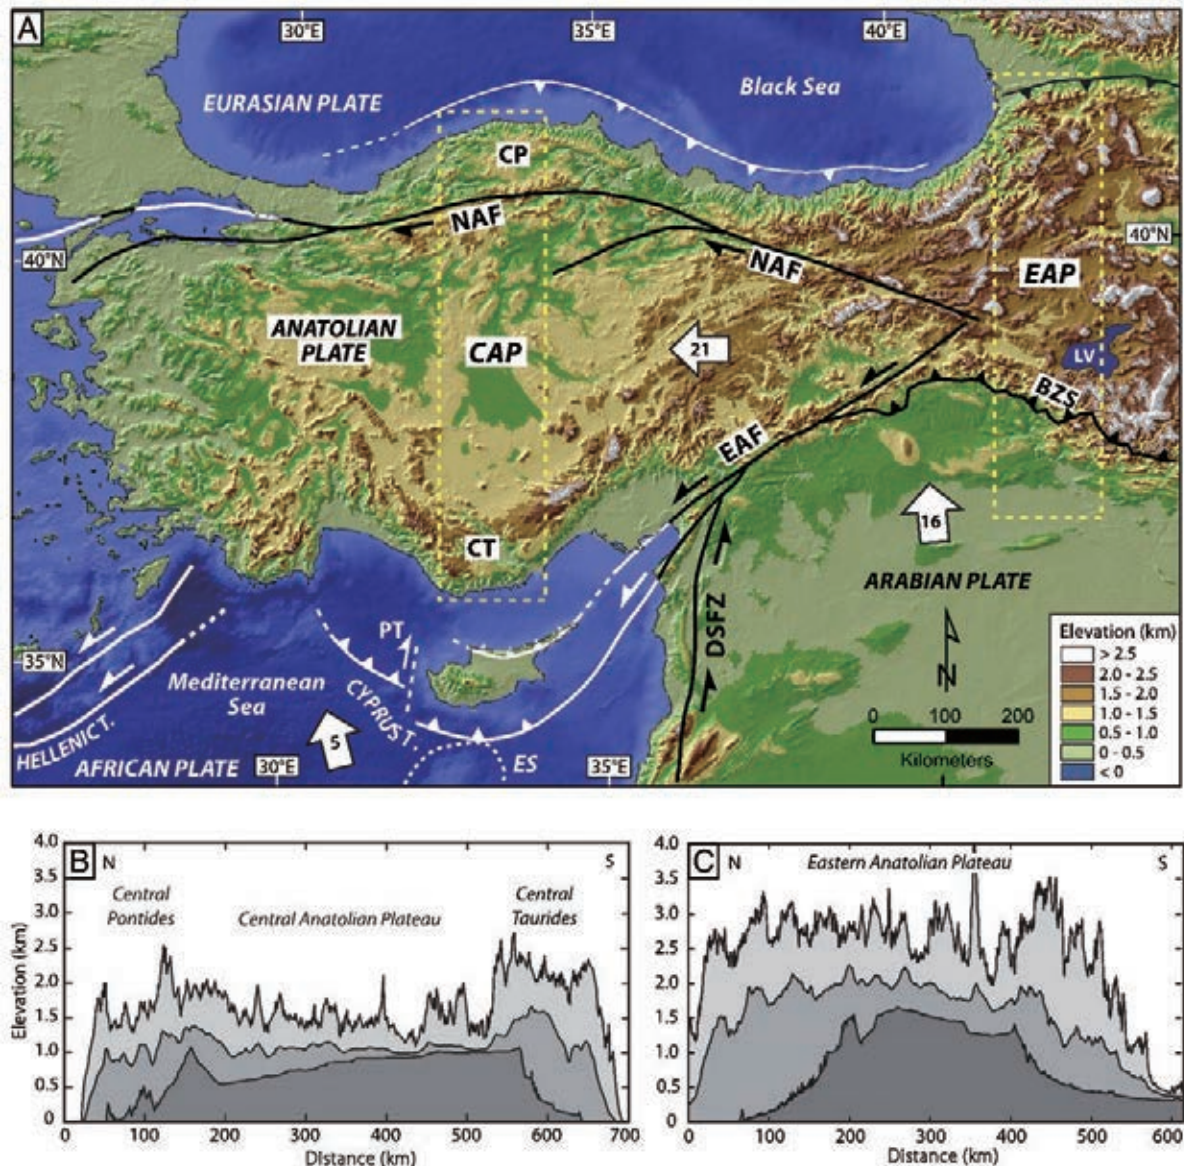 A
30°E
35°E
40°E
EURASIAN PLATE
Black Sea
CP
NAF
NAF
40°N
40°N
EAP
ANATOLIAN
PLATE
CAP
21
LV
BZS
EAF
CT
16
ARABIAN PLATE
PT
DSFZ
35°N
Mediterranean
Sea
CYPRUS T.
HELLENIC T.
5
AFRICAN PLATE
30°E
ES
35°E
N
0 100 200
Kilometers
Elevation (km)
> 2.5
2.0 - 2.5
1.5 - 2.0
1.0 - 1.5
0.5 - 1.0
0 - 0.5
< 0
B N S
Central
Pontides
Central Anatolian Plateau
Central
Taurides
Elevation (km)
4.0
3.5
3.0
2.5
2.0
1.5
1.0
0.5
0
0 100 200 300 400 500 600 700
Distance (km)
C N Eastern Anatolian Plateau S
4.0
3.5
3.0
2.5
2.0
1.5
1.0
0.5
0
0 100 200 300 400 500 600
Distance (km)